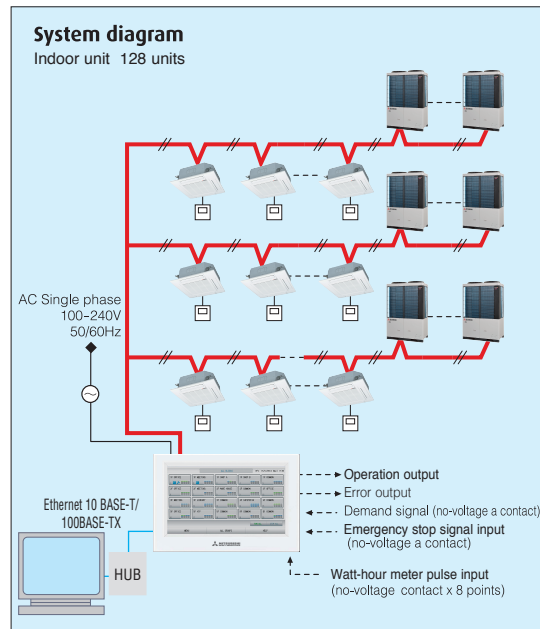 System diagram
Indoor unit 128 units
AC Single phase
100-240V
50/60Hz
Operation output
Error output
Demand signal (no-voltage a contact)
Emergency stop signal input
(no-voltage a contact)
Ethernet 10 BASE-T/
100BASE-TX
HUB
Watt-hour meter pulse input
(no-voltage contact x 8 points)